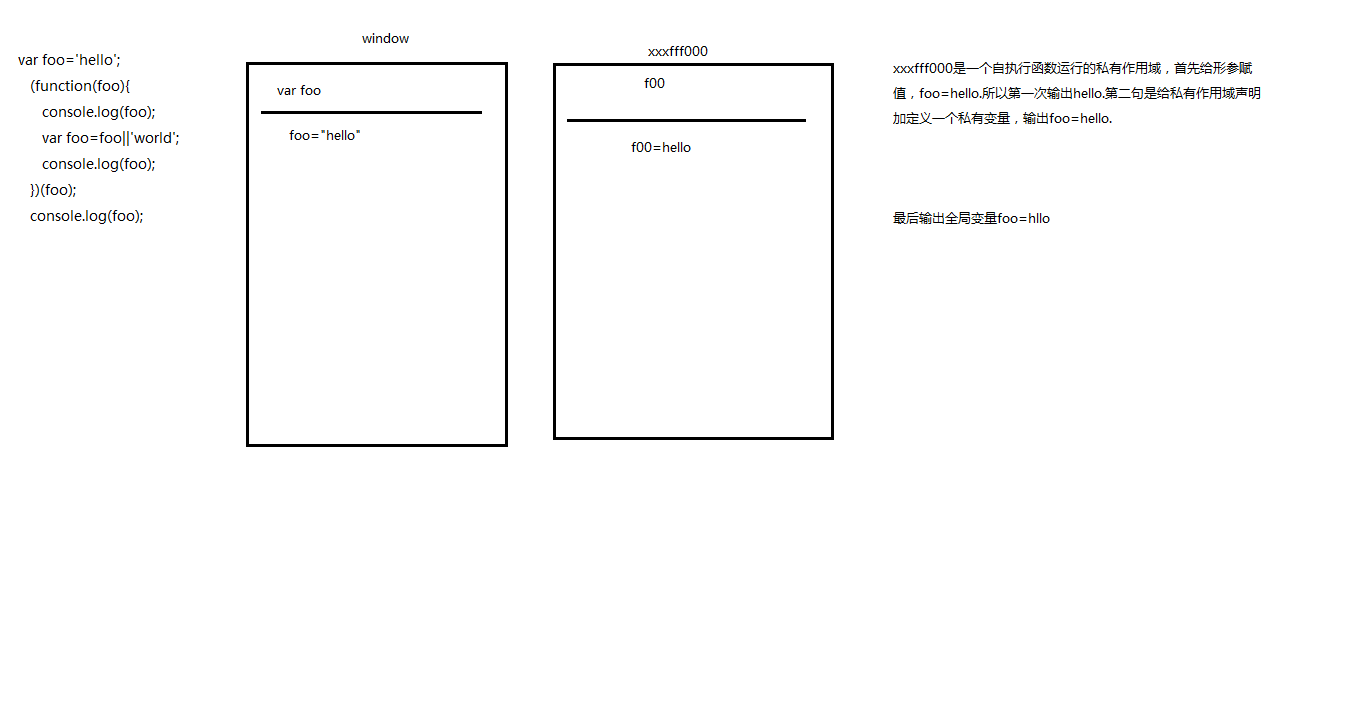 var foo='hello';
(function(foo){
console.log(foo);
var foo=foo||'world';
console.log(foo);
})(foo);
console.log(foo);
window
var foo
foo="hello"
xxxfff000
f00
f00=hello
xxxfff000是一个自执行函数运行的私有作用域，首先给形参赋
值，foo=hello.所以第一次输出hello.第二句是给私有作用域声明
加定义一个私有变量，输出foo=hello.
最后输出全局变量foo=hllo